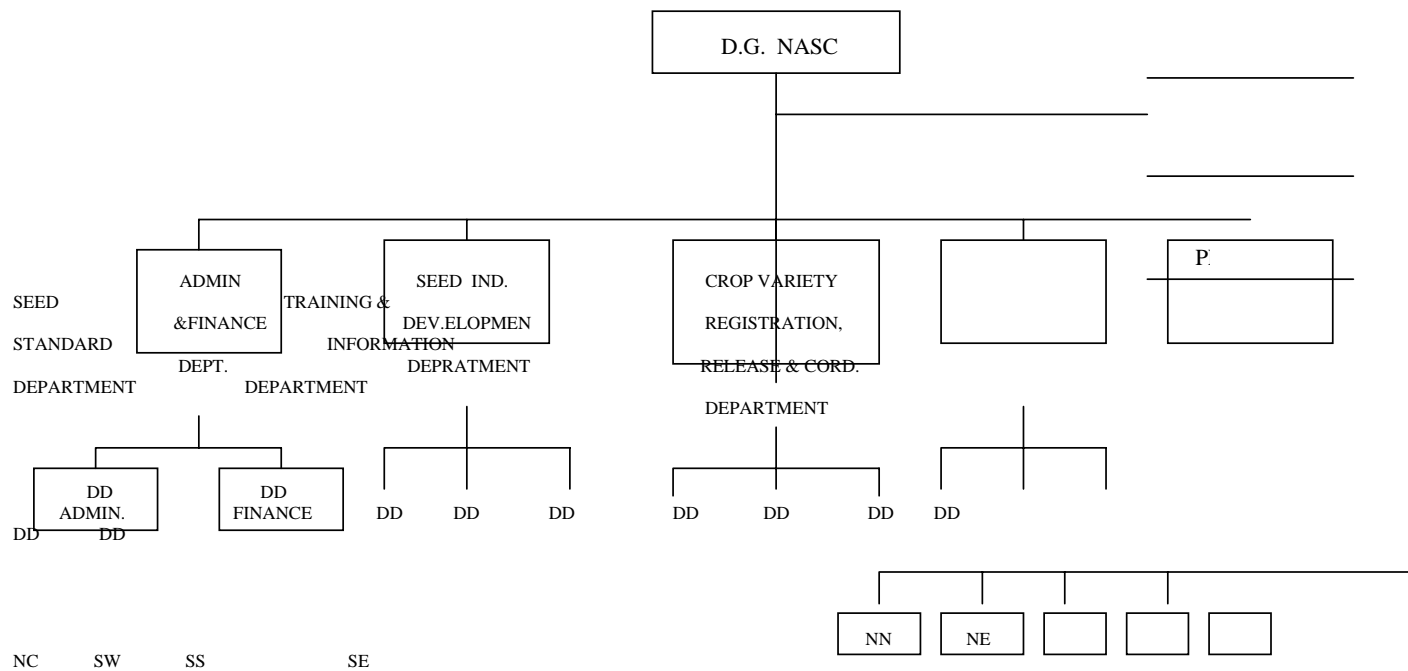 D.G. NASC
P
ADMIN SEED IND. CROP VARIETY
SEED TRAINING &
&FINANCE DEV.ELOPMEN REGISTRATION,
STANDARD INFORMATION
DEPT. DEPRATMENT RELEASE & CORD.
DEPARTMENT DEPARTMENT
DEPARTMENT
DD DD
ADMIN. FINANCE DD DD DD DD DD DD DD
DD DD
NN NE
NC SW SS SE